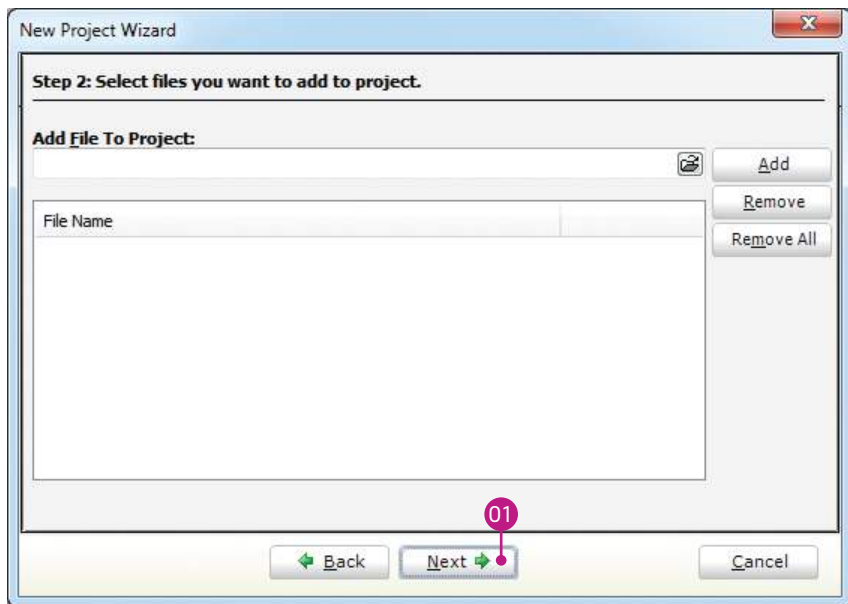 New Project Wizard
Step 2: Select files you want to add to project.
Add File To Project:
Add
Remove
File Name
Remove All
01
Back Next Cancel